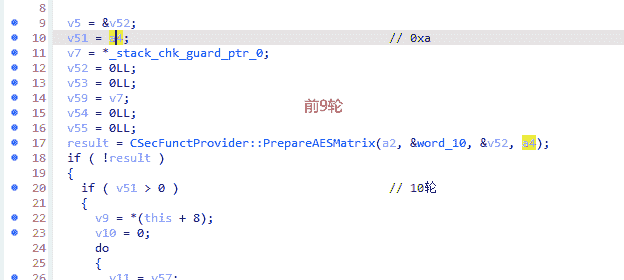 8
9 v5 = &v52;
10 v51 = a4; // 0xa
11 v7 = *_stack_chk_guard_ptr_0;
12 v52 = 0LL;
13 v53 = 0LL;
14 v59 = v7;
15 v54 = 0LL;
16 v55 = 0LL;
前9轮
17 result = CSecFunctProvider::PrepareAESMatrix(a2, &word_10, &v52, a4);
18 if ( !result )
19 {
20 if ( v51 > 0 ) // 10轮
21 {
22 v9 = *(this + 8);
23 v10 = 0;
24 do
25 {
26 v11 = v57;